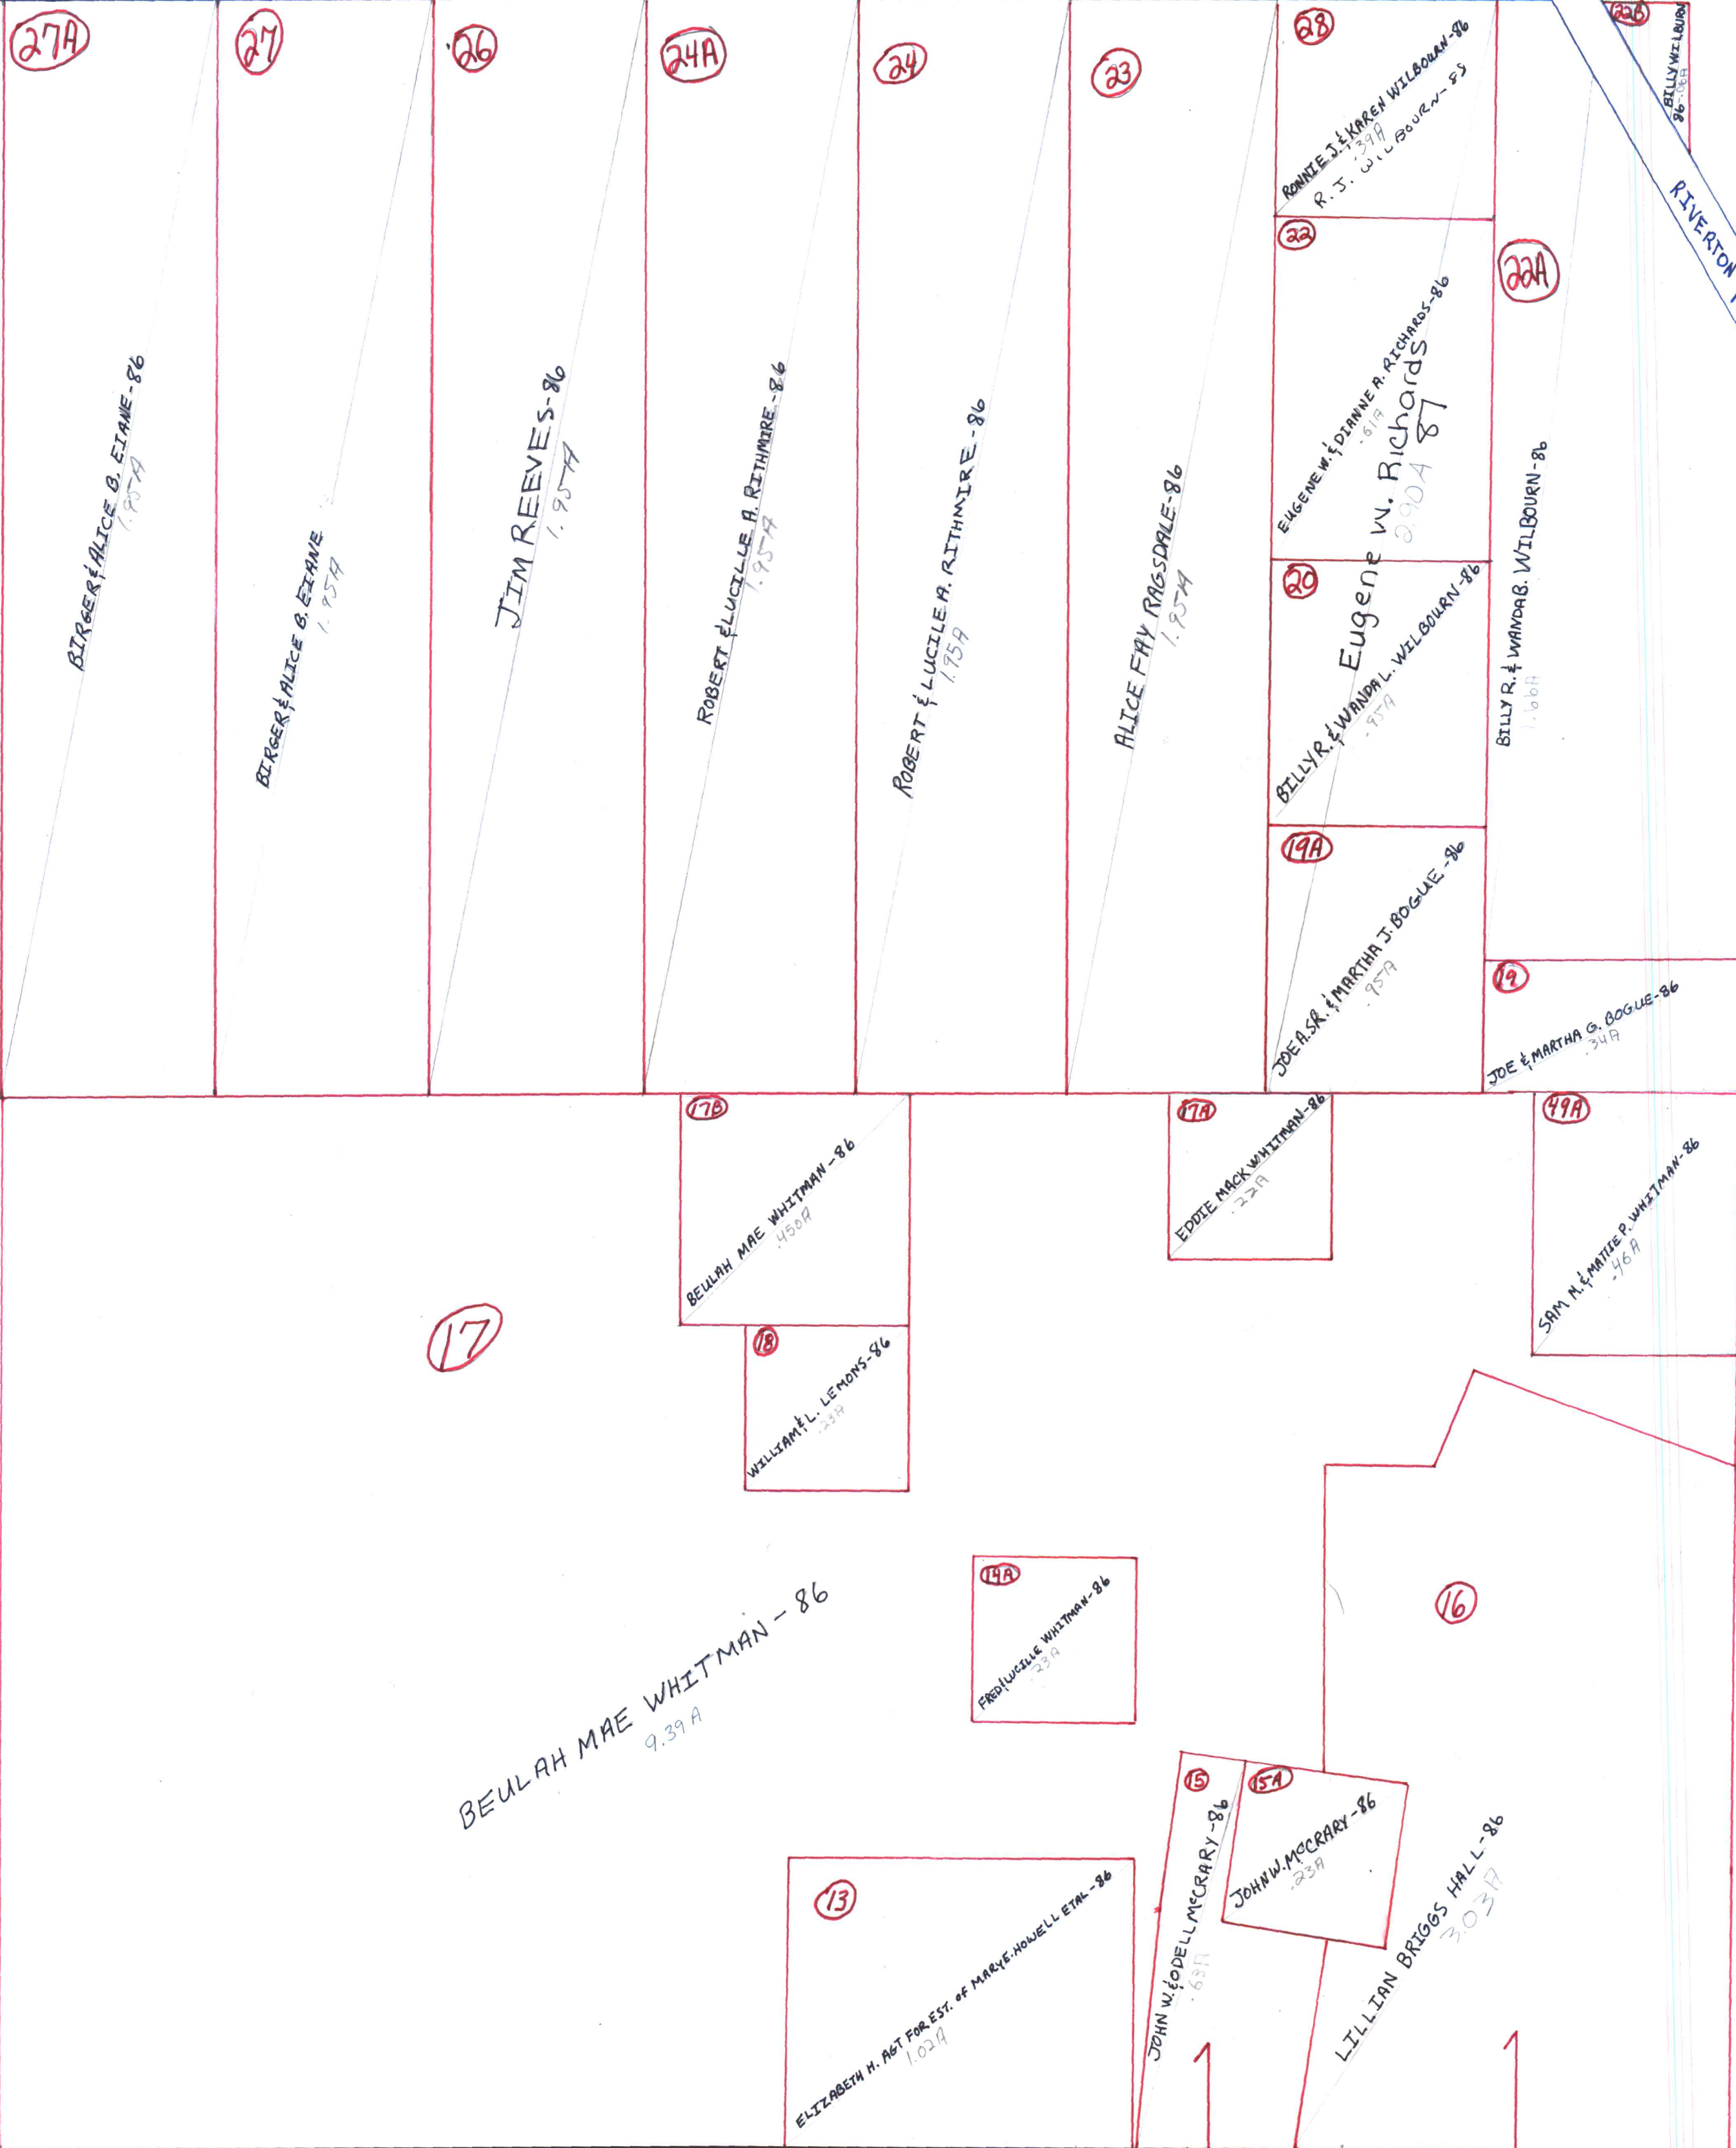 27A
BIRGER & ALICE B. EIANE-86
1.95A
27
BIRGER & ALICE B. EIANE
1.95A
26
JIM REEVES-86
1.95A
24A
ROBERT & LUCILLE A. RITHMIRE-86
1.95A
24
ROBERT & LUCILE A. RITHMIRE-86
1.95A
23
ALICE FAY RAGSDALE-86
1.95A
28
RONNIE J. & KAREN WILBOURN-86
.39A
R. J. WILBOURN-88
22
EUGENE W. & DIANNE A. RICHARDS-86
.61A
Eugene W. Richards
2.90A 87
20
BILLY R. & WANDA L. WILBOURN-86
.95A
19A
JOE A. SR. & MARTHA J. BOGUE-86
.95A
22A
BILLY R. & WANDA B. WILBOURN-86
1.66A
22B
BILLY WILBURN
86 .06A
RIVERTON
19
JOE & MARTHA G. BOGUE-86
.34A
17B
BEULAH MAE WHITMAN-86
.450A
17A
EDDIE MACK WHITMAN-86
.22A
49A
SAM N. & MATTIE P. WHITMAN-86
.46A
17
BEULAH MAE WHITMAN-86
9.39A
18
WILLIAM & L. LEMONS-86
.23A
14A
FRED & LUCILLE WHITMAN-86
.23A
16
LILLIAN BRIGGS HALL-86
3.03A
15
JOHN W. & ODELL McCRARY-86
.63A
15A
JOHN W. McCRARY-86
.23A
13
ELIZABETH H. AGT FOR EST. OF MARY E. HOWELL ETAL-86
1.02A